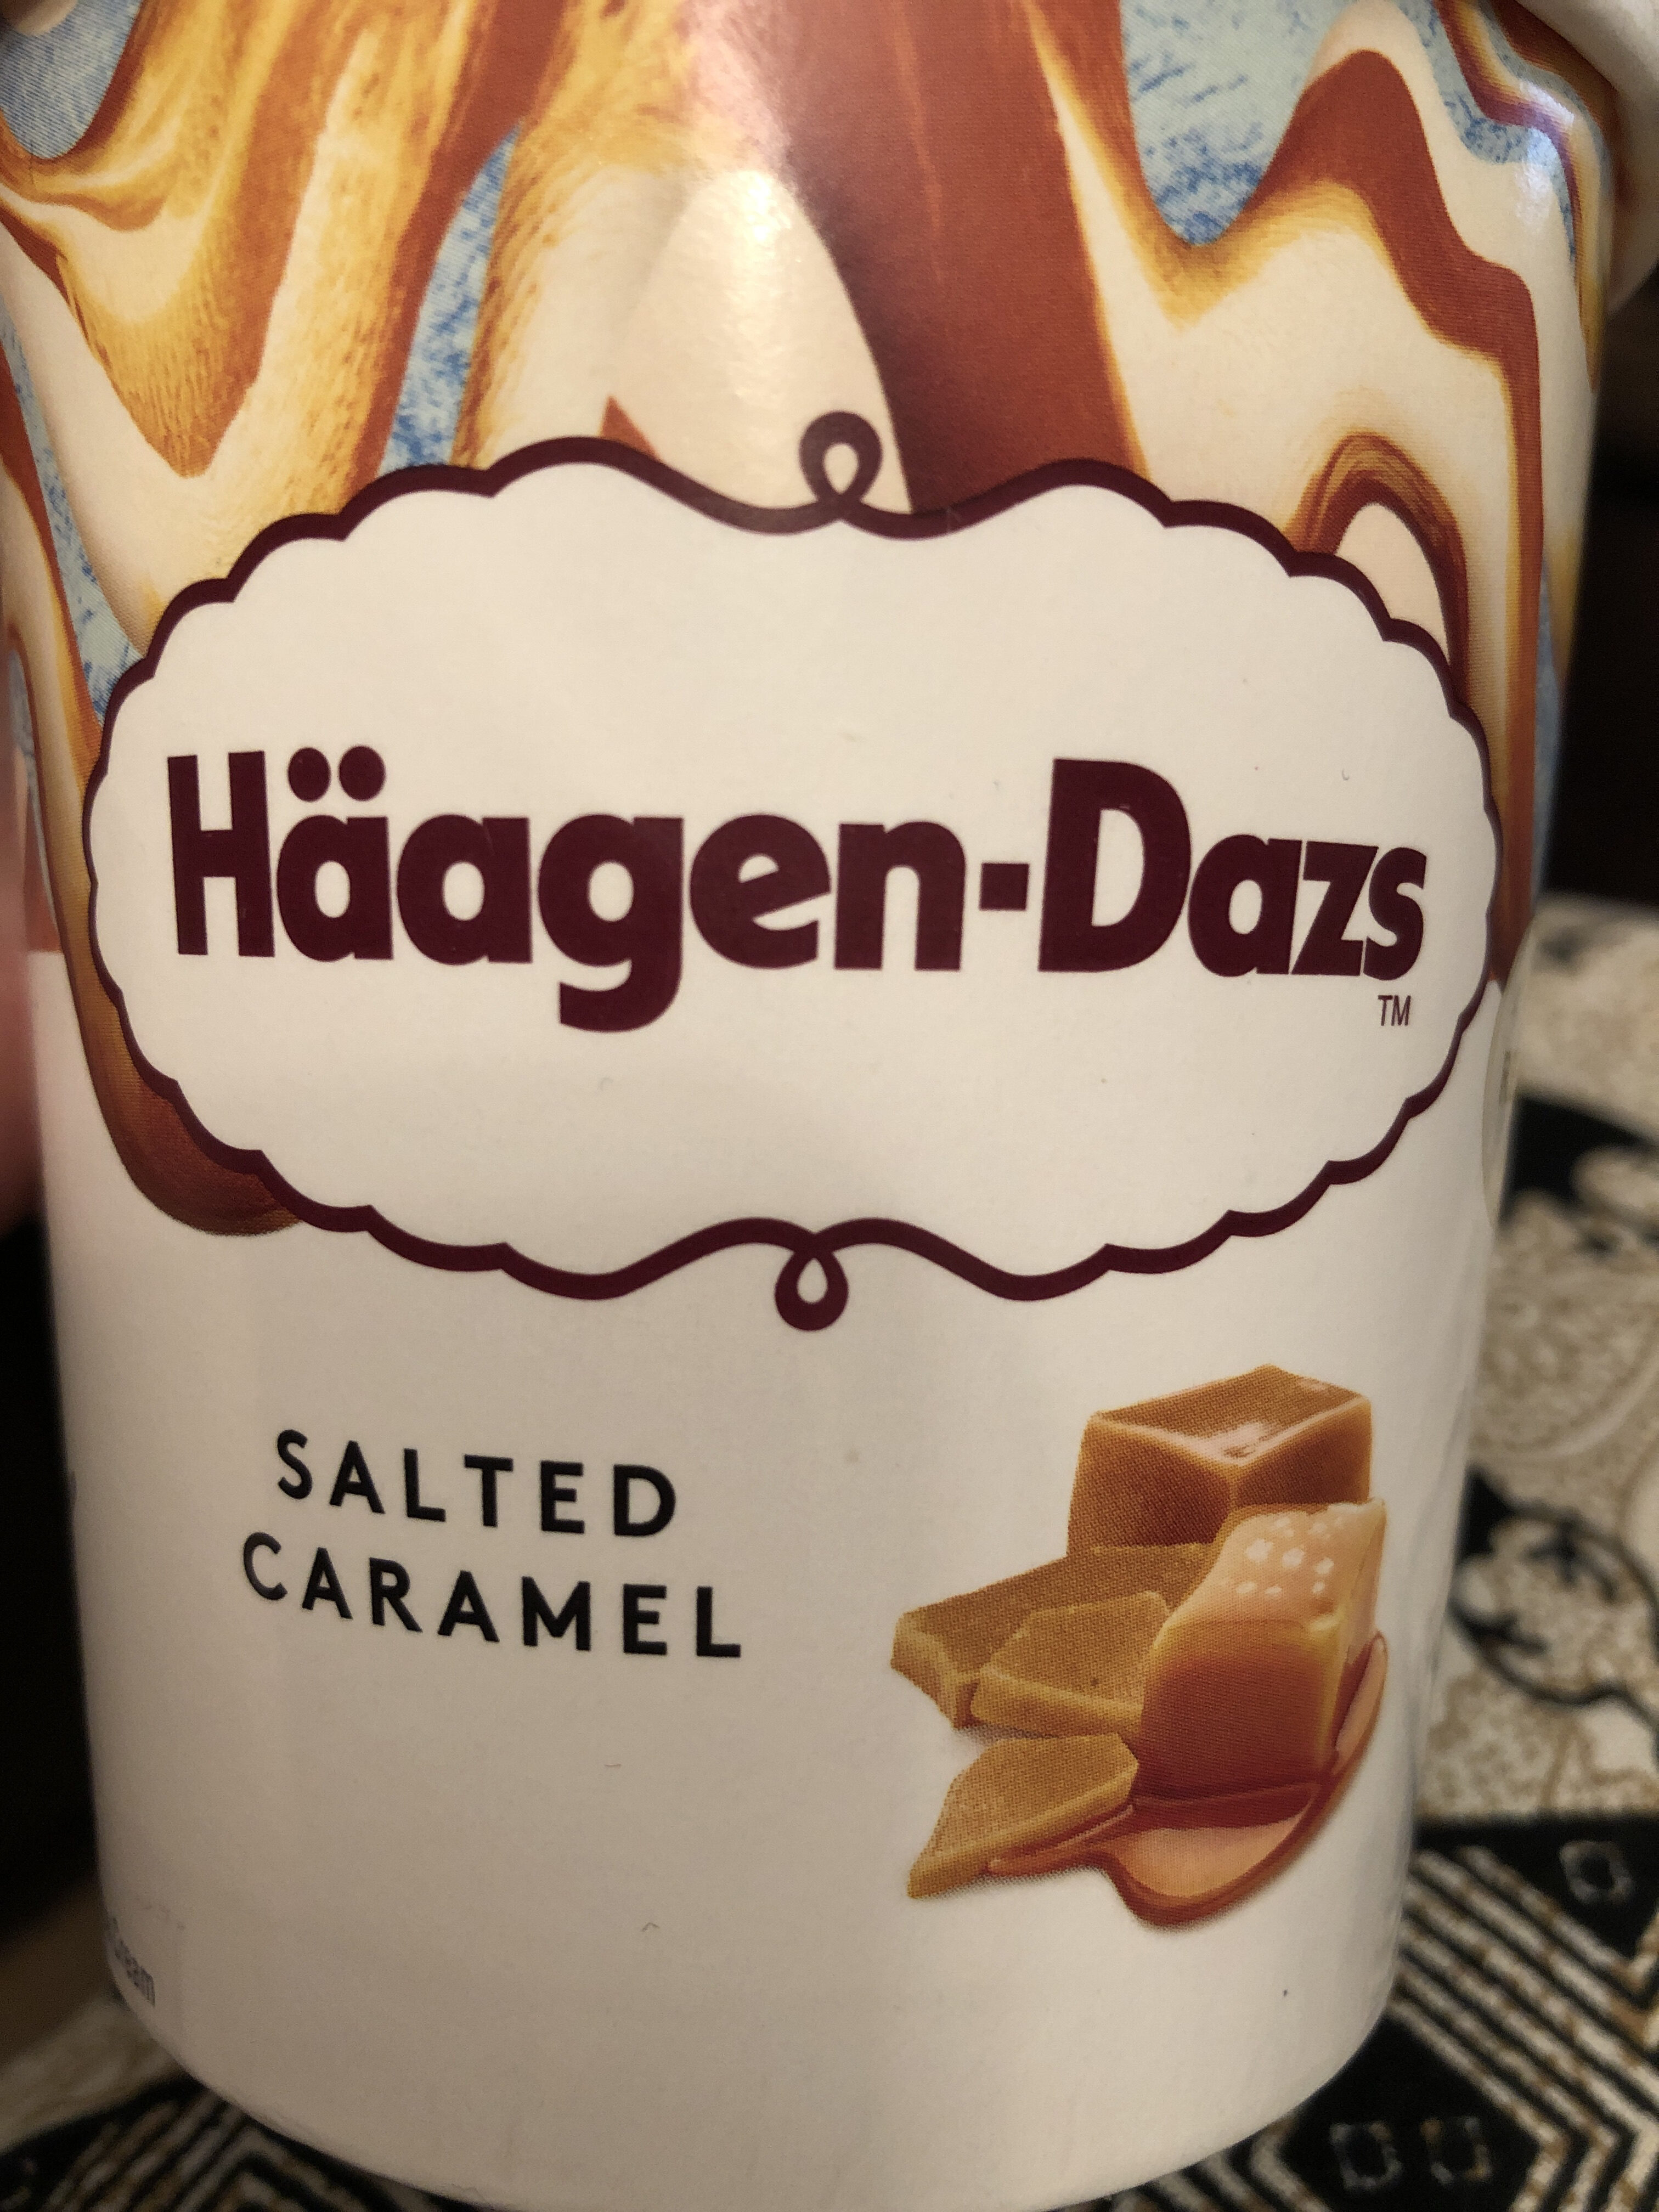 Häagen-Dazs
TM
SALTED
CARAMEL